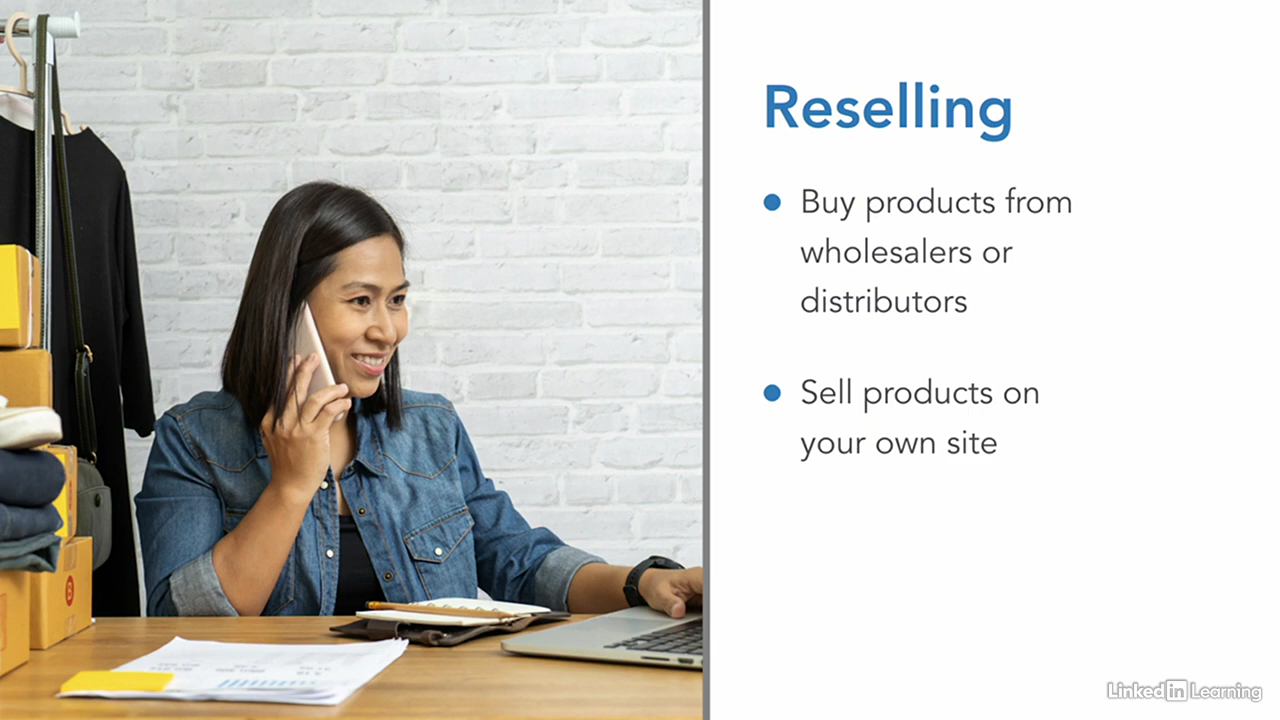 Reselling
Buy products from
wholesalers or
distributors
Sell products on
your own site
LinkedIn Learning